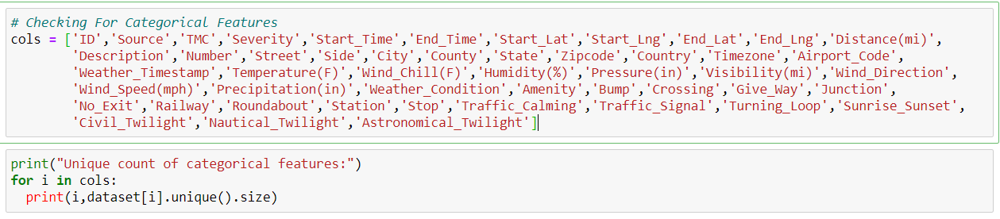 # Checking For Categorical Features
cols = ['ID','Source','TMC','Severity','Start_Time','End_Time','Start_Lat','Start_Lng','End_Lat','End_Lng','Distance(mi)',
'Description','Number','Street','Side','City','County','State','Zipcode','Country','Timezone','Airport_Code',
'Weather_Timestamp','Temperature(F)','Wind_Chill(F)','Humidity(%)','Pressure(in)','Visibility(mi)','Wind_Direction',
'Wind_Speed(mph)','Precipitation(in)','Weather_Condition','Amenity','Bump','Crossing','Give_Way','Junction',
'No_Exit','Railway','Roundabout','Station','Stop','Traffic_Calming','Traffic_Signal','Turning_Loop','Sunrise_Sunset',
'Civil_Twilight','Nautical_Twilight','Astronomical_Twilight']
print("Unique count of categorical features:")
for i in cols:
print(i,dataset[i].unique().size)